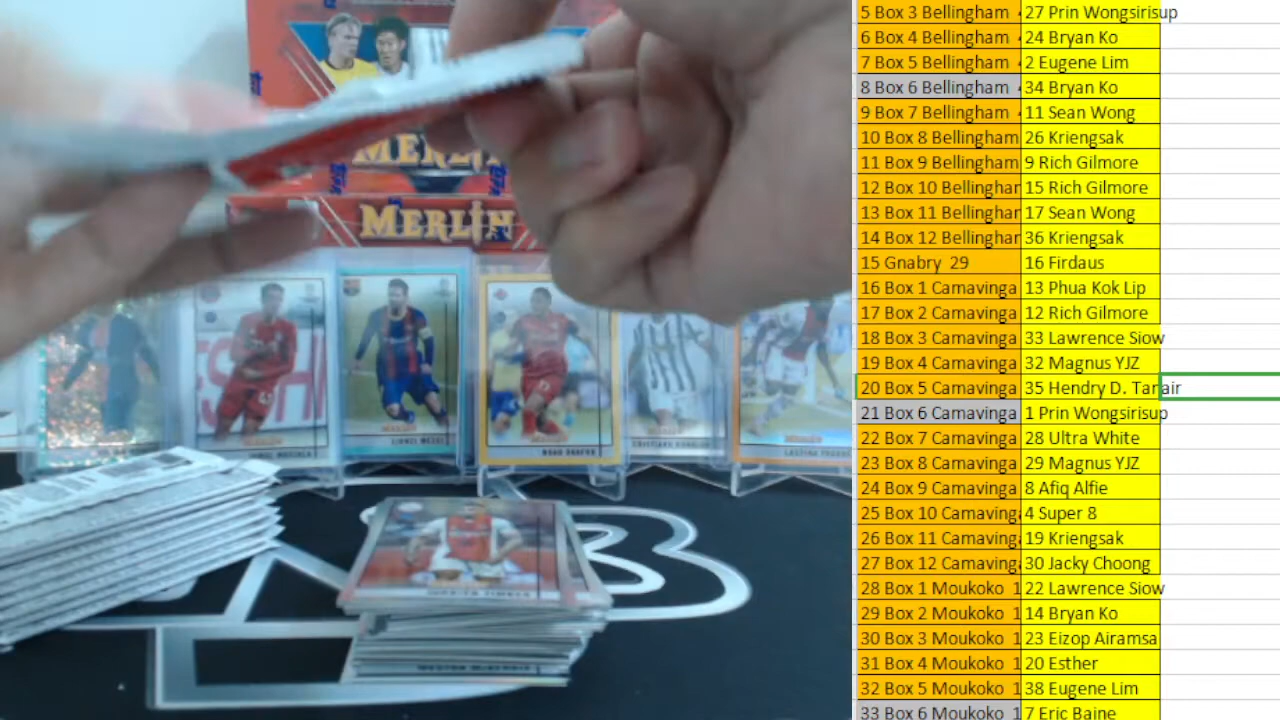 MERLIN
MERLIN
LIONEL MESSI
5 Box 3 Bellingham 27 Prin Wongsirisup
6 Box 4 Bellingham 24 Bryan Ko
7 Box 5 Bellingham 2 Eugene Lim
8 Box 6 Bellingham 34 Bryan Ko
9 Box 7 Bellingham 11 Sean Wong
10 Box 8 Bellingham 26 Kriengsak
11 Box 9 Bellingham 9 Rich Gilmore
12 Box 10 Bellinghar 15 Rich Gilmore
13 Box 11 Bellinghar 17 Sean Wong
14 Box 12 Bellinghar 36 Kriengsak
15 Gnabry 29 16 Firdaus
16 Box 1 Camavinga 13 Phua Kok Lip
17 Box 2 Camavinga 12 Rich Gilmore
18 Box 3 Camavinga 33 Lawrence Siow
19 Box 4 Camavinga 32 Magnus YJZ
20 Box 5 Camavinga 35 Hendry D. Tanair
21 Box 6 Camavinga 1 Prin Wongsirisup
22 Box 7 Camavinga 28 Ultra White
23 Box 8 Camavinga 29 Magnus YJZ
24 Box 9 Camavinga 8 Afiq Alfie
25 Box 10 Camavinga 4 Super 8
26 Box 11 Camavinga 19 Kriengsak
27 Box 12 Camavinga 30 Jacky Choong
28 Box 1 Moukoko 1 22 Lawrence Siow
29 Box 2 Moukoko 1 14 Bryan Ko
30 Box 3 Moukoko 1 23 Eizop Airamsa
31 Box 4 Moukoko 1 20 Esther
32 Box 5 Moukoko 1 38 Eugene Lim
33 Box 6 Moukoko 1 7 Eric Baine